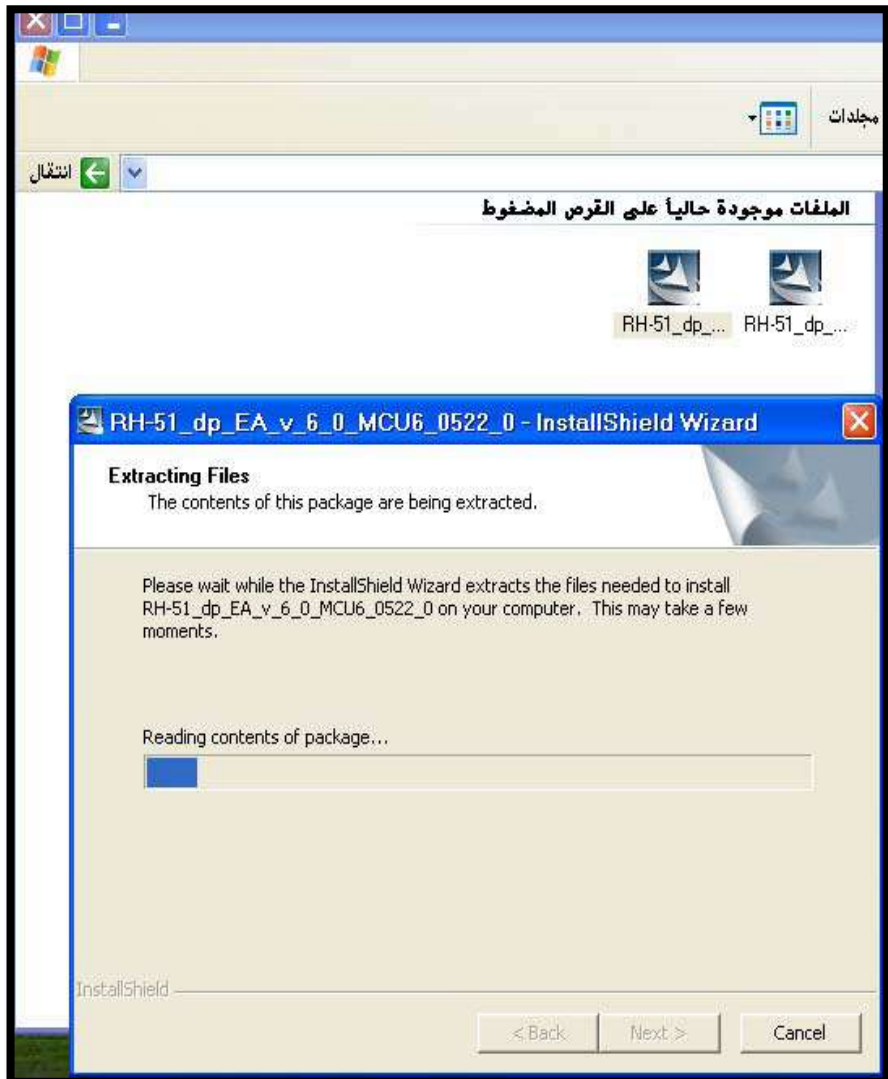 مجلدات
انتقال
الملفات موجودة حالياً على القرص المضغوط
RH-51_dp_... RH-51_dp_...
RH-51_dp_EA_v_6_0_MCU6_0522_0 - InstallShield Wizard
Extracting Files
The contents of this package are being extracted.
Please wait while the InstallShield Wizard extracts the files needed to install
RH-51_dp_EA_v_6_0_MCU6_0522_0 on your computer. This may take a few
moments.
Reading contents of package...
InstallShield
< Back Next > Cancel